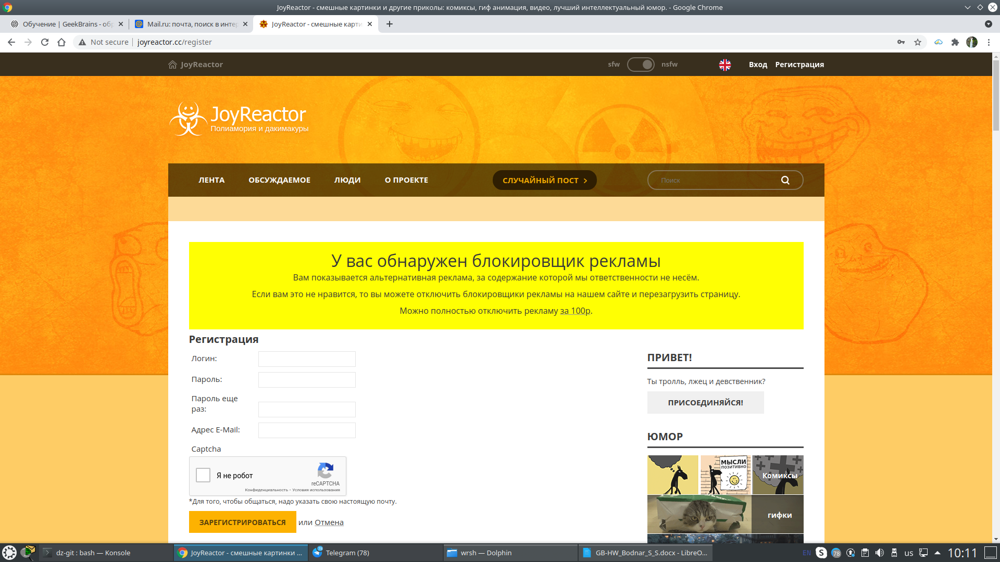 JoyReactor - смешные картинки и другие приколы: комиксы, гиф анимация, видео, лучший интеллектуальный юмор. - Google Chrome
Обучение | GeekBrains - обр
Mail.ru: почта, поиск в интер
JoyReactor - смешные карти
Not secure
joyreactor.cc/register
JoyReactor
sfw
nsfw
Вход
Регистрация
JoyReactor
Полиамория и дакимакуры
ЛЕНТА
ОБСУЖДАЕМОЕ
ЛЮДИ
О ПРОЕКТЕ
СЛУЧАЙНЫЙ ПОСТ
Поиск
У вас обнаружен блокировщик рекламы
Вам показывается альтернативная реклама, за содержание которой мы ответственности не несём.
Если вам это не нравится, то вы можете отключить блокировщики рекламы на нашем сайте и перезагрузить страницу.
Можно полностью отключить рекламу за 100р.
Регистрация
Логин:
Пароль:
Пароль еще
раз:
Адрес E-Mail:
Captcha
Я не робот
reCAPTCHA
Конфиденциальность - Условия использования
*Для того, чтобы общаться, надо указать свою настоящую почту.
ЗАРЕГИСТРИРОВАТЬСЯ или Отмена
ПРИВЕТ!
Ты тролль, лжец и девственник?
ПРИСОЕДИНЯЙСЯ!
ЮМОР
МЫСЛИ
ПОЗИТИВНО
Комиксы
гифки
dz-git : bash — Konsole
JoyReactor - смешные картинки ...
78
Telegram (78)
wrsh — Dolphin
GB-HW_Bodnar_S_S.docx - LibreO...
EN
S
78
us
10:11